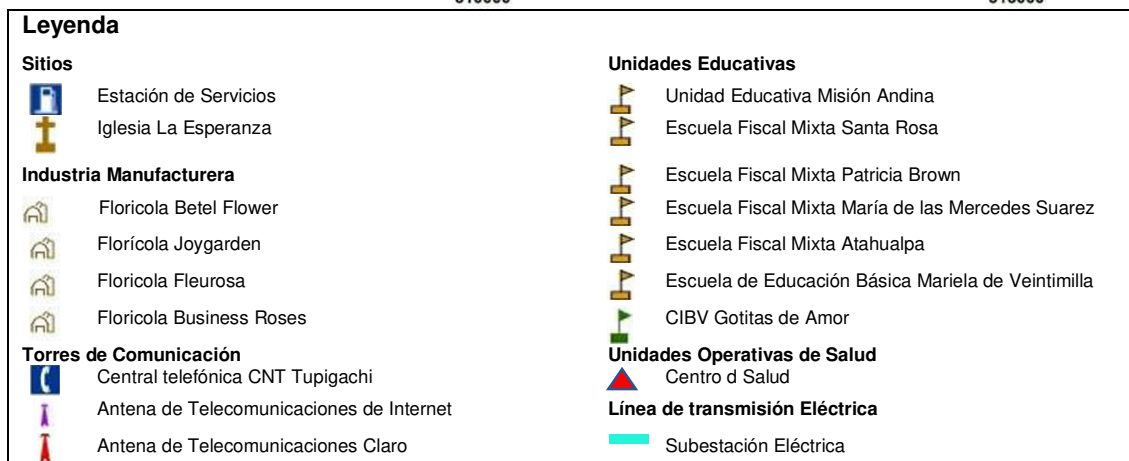 Leyenda
Sitios
Estación de Servicios
Iglesia La Esperanza
Industria Manufacturera
Floricola Betel Flower
Florícola Joygarden
Floricola Fleurosa
Floricola Business Roses
Torres de Comunicación
Central telefónica CNT Tupigachi
Antena de Telecomunicaciones de Internet
Antena de Telecomunicaciones Claro
Unidades Educativas
Unidad Educativa Misión Andina
Escuela Fiscal Mixta Santa Rosa
Escuela Fiscal Mixta Patricia Brown
Escuela Fiscal Mixta María de las Mercedes Suarez
Escuela Fiscal Mixta Atahualpa
Escuela de Educación Básica Mariela de Veintimilla
CIBV Gotitas de Amor
Unidades Operativas de Salud
Centro d Salud
Línea de transmisión Eléctrica
Subestación Eléctrica